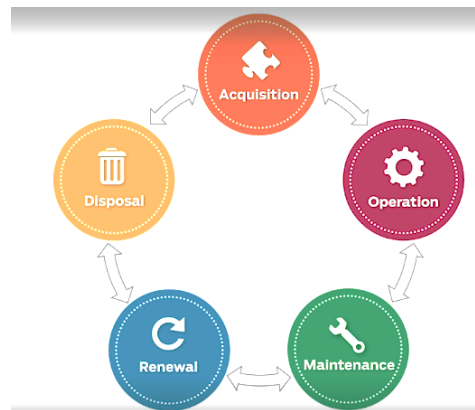 Acquisition
Operation
Maintenance
Renewal
Disposal